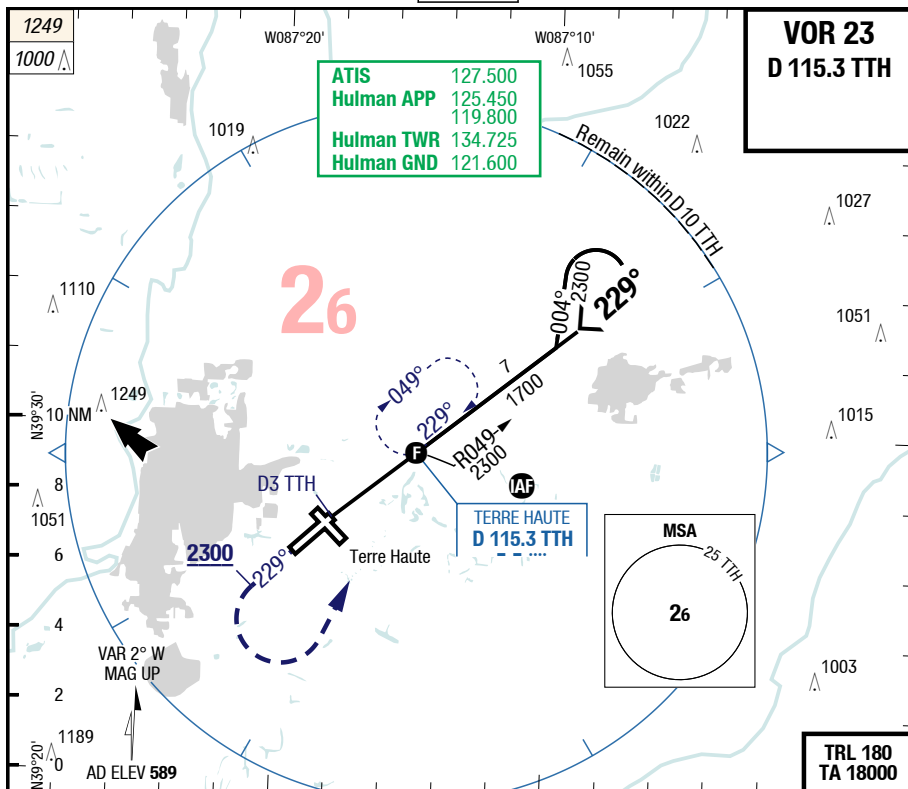 1249
1000
W087°20'
W087°10'
VOR 23
D 115.3 TTH
ATIS 127.500
Hulman APP 125.450
119.800
Hulman TWR 134.725
Hulman GND 121.600
1055
1019
1022
Remain within D10 TTH
1027
26
1110
004°
2300
229°
1051
7
1700
049°
229°
N39°30'
10 NM
1249
F
R049
2300
1015
IAF
8
D3 TTH
1051
TERRE HAUTE
D 115.3 TTH
MSA
25 TTH
26
6
2300
229°
Terre Haute
4
VAR 2° W
MAG UP
2
1003
1189
N39°20'
0
AD ELEV 589
TRL 180
TA 18000